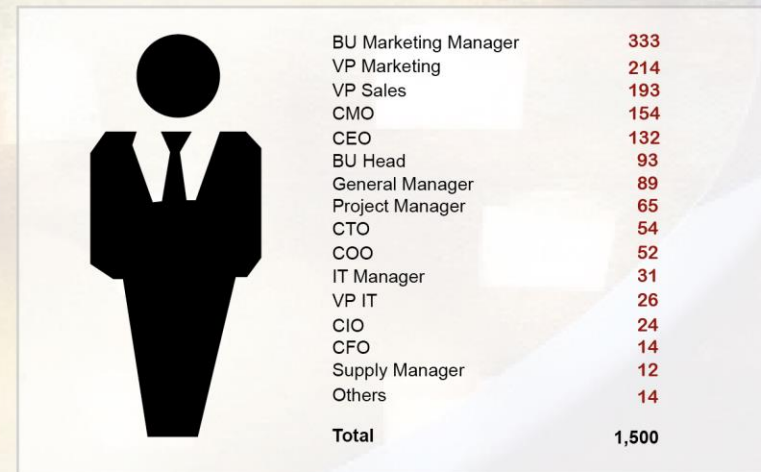 BU Marketing Manager 333
VP Marketing 214
VP Sales 193
CMO 154
CEO 132
BU Head 93
General Manager 89
Project Manager 65
CTO 54
COO 52
IT Manager 31
VP IT 26
CIO 24
CFO 14
Supply Manager 12
Others 14
Total 1,500